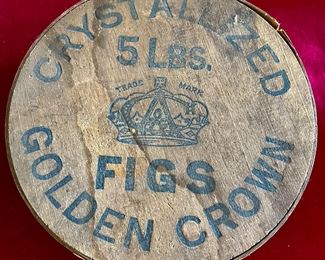 CRYSTALLIZED
5 LBS.
TRADE MARK
FIGS
GOLDEN CROWN